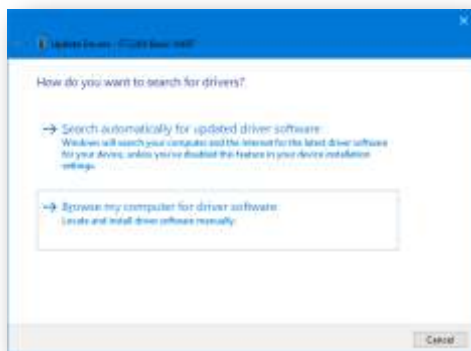 Update Drivers -
How do you want to search for drivers?
→ Search automatically for updated driver software
Windows will search your computer and the Internet for the latest driver software
for your device, unless you've disabled this feature in your device installation
settings.
→ Browse my computer for driver software
Locate and install driver software manually.
Cancel